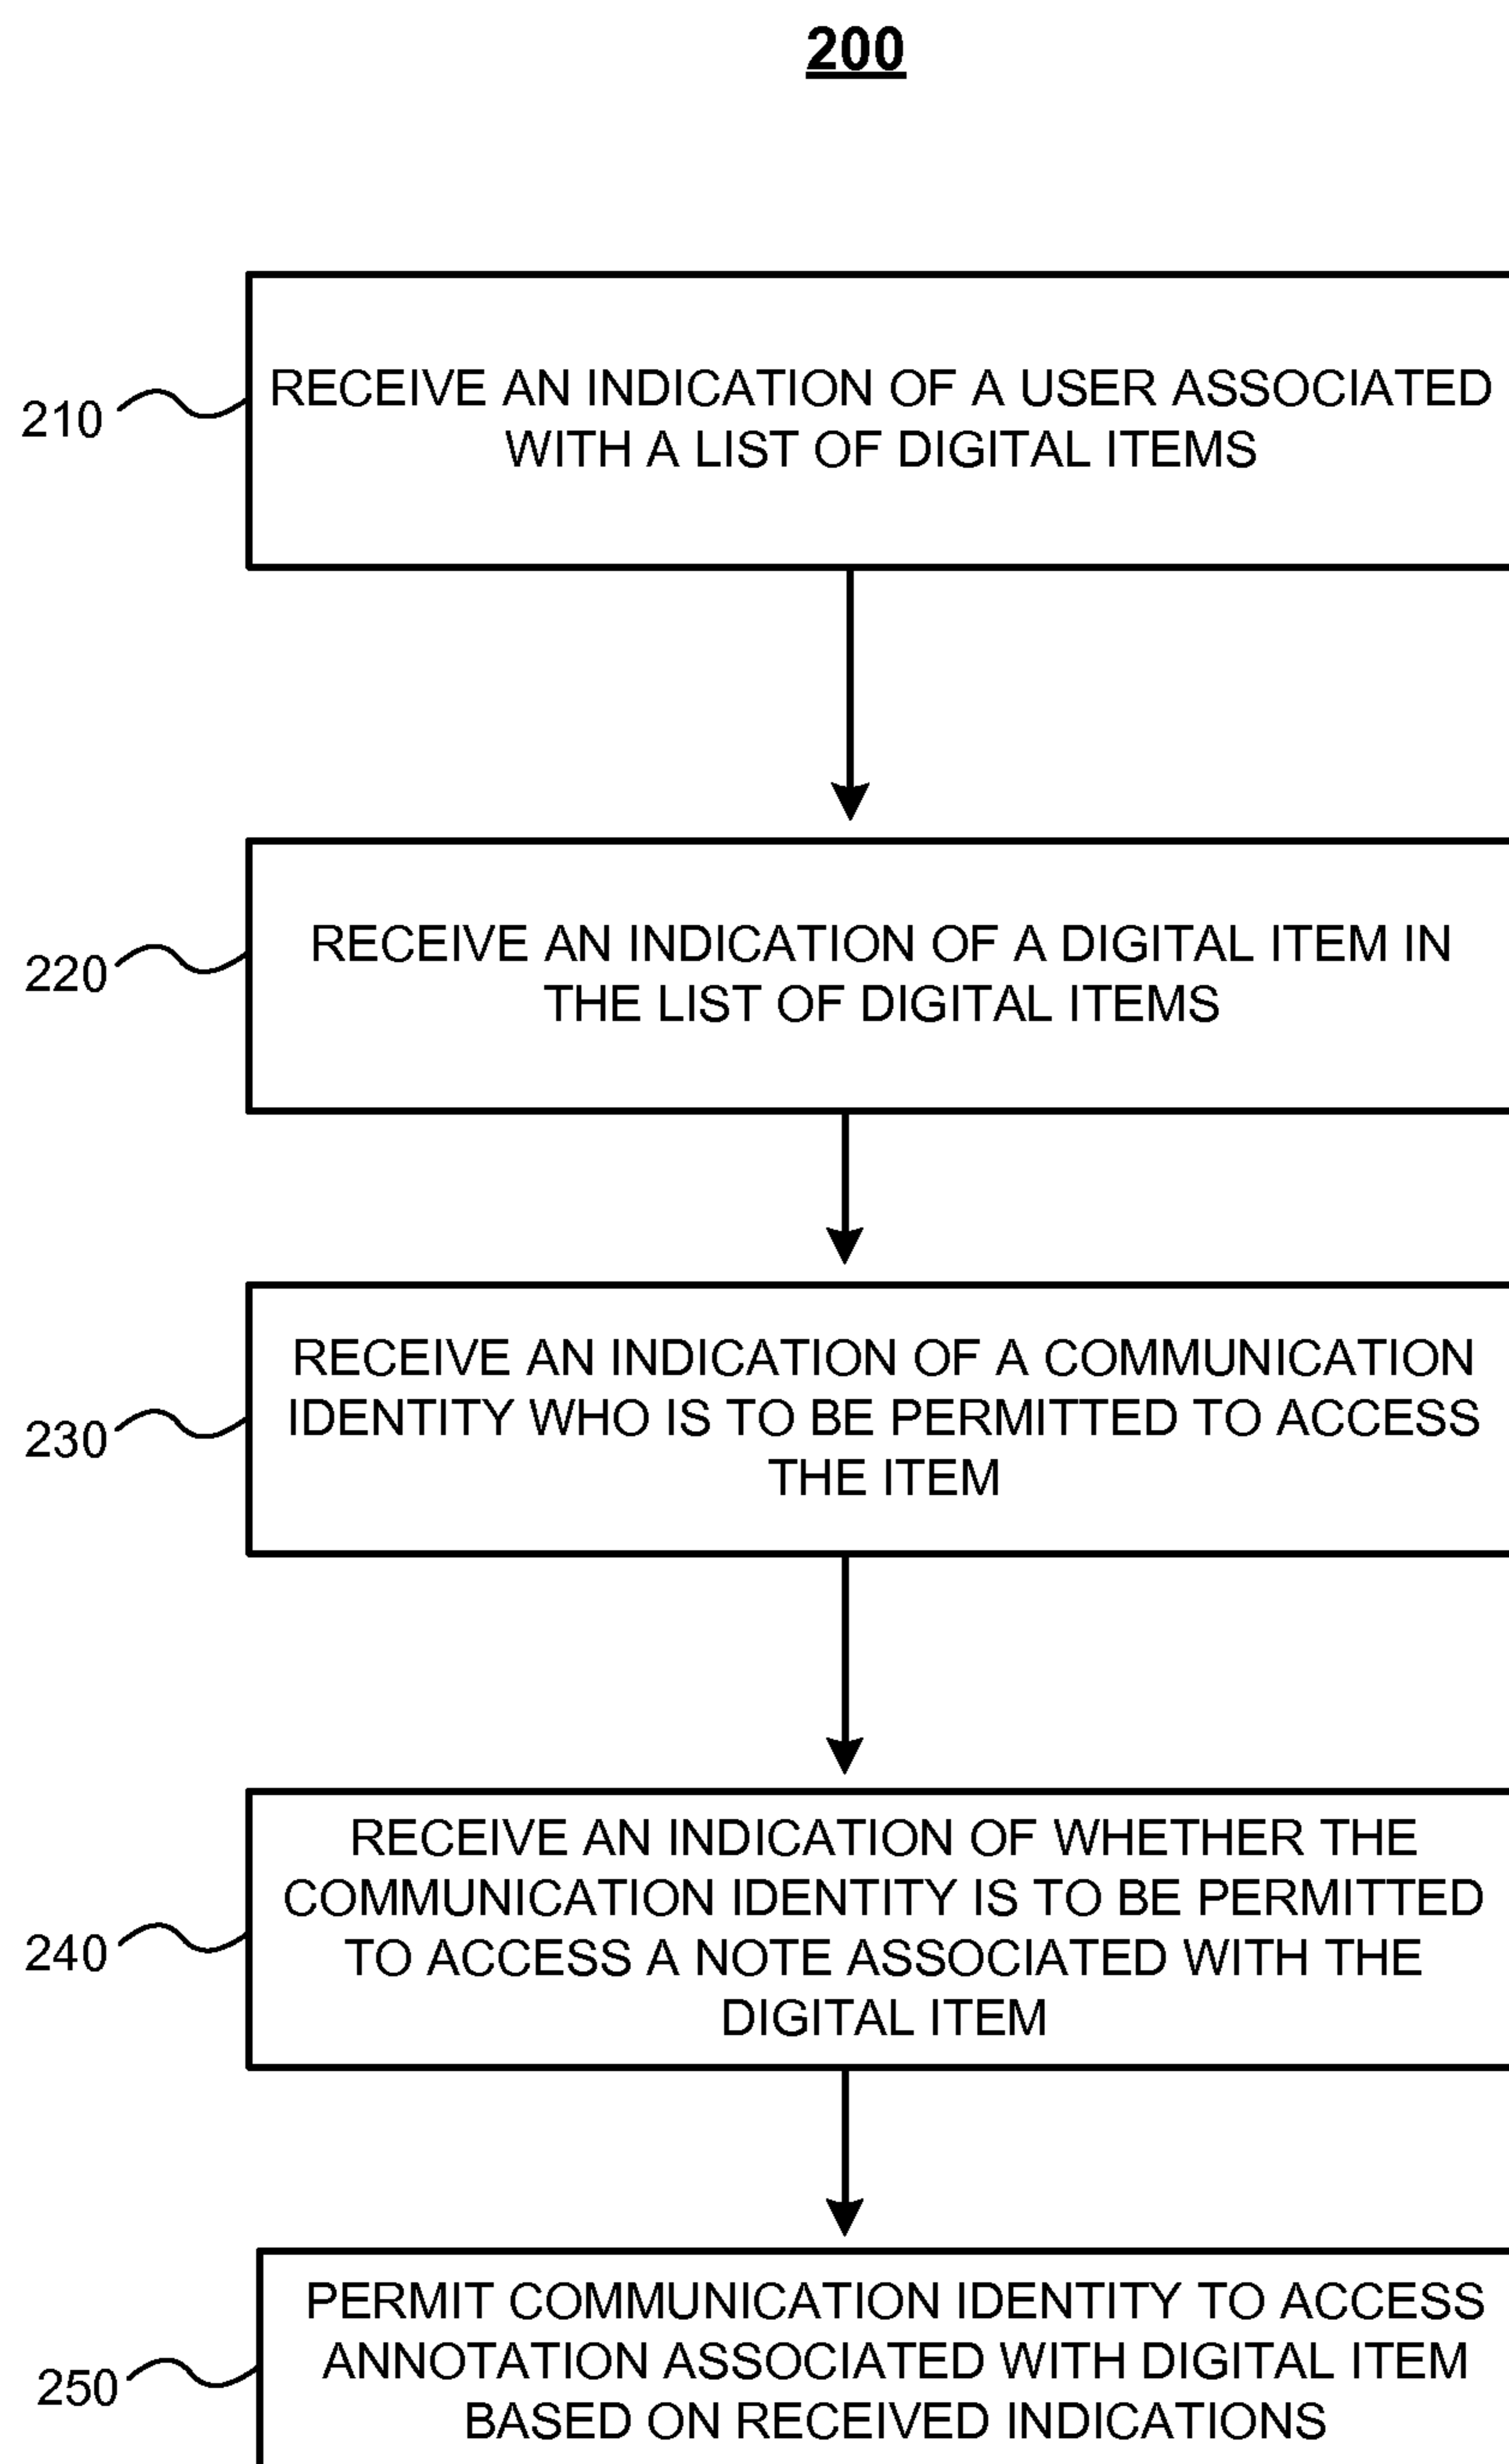 200
210
RECEIVE AN INDICATION OF A USER ASSOCIATED
WITH A LIST OF DIGITAL ITEMS
220
RECEIVE AN INDICATION OF A DIGITAL ITEM IN
THE LIST OF DIGITAL ITEMS
230
RECEIVE AN INDICATION OF A COMMUNICATION
IDENTITY WHO IS TO BE PERMITTED TO ACCESS
THE ITEM
240
RECEIVE AN INDICATION OF WHETHER THE
COMMUNICATION IDENTITY IS TO BE PERMITTED
TO ACCESS A NOTE ASSOCIATED WITH THE
DIGITAL ITEM
250
PERMIT COMMUNICATION IDENTITY TO ACCESS
ANNOTATION ASSOCIATED WITH DIGITAL ITEM
BASED ON RECEIVED INDICATIONS